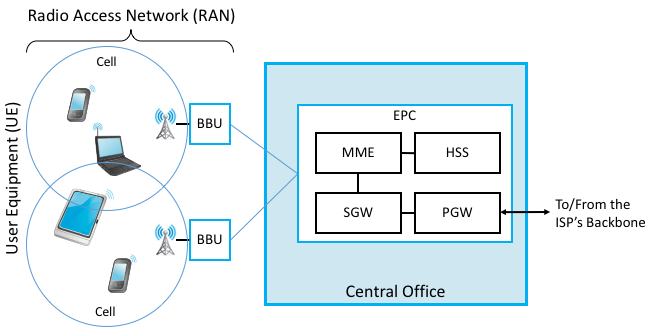 Radio Access Network (RAN)
User Equipment (UE)
Cell
BBU
BBU
Cell
EPC
MME
HSS
SGW
PGW
Central Office
To/From the
ISP's Backbone